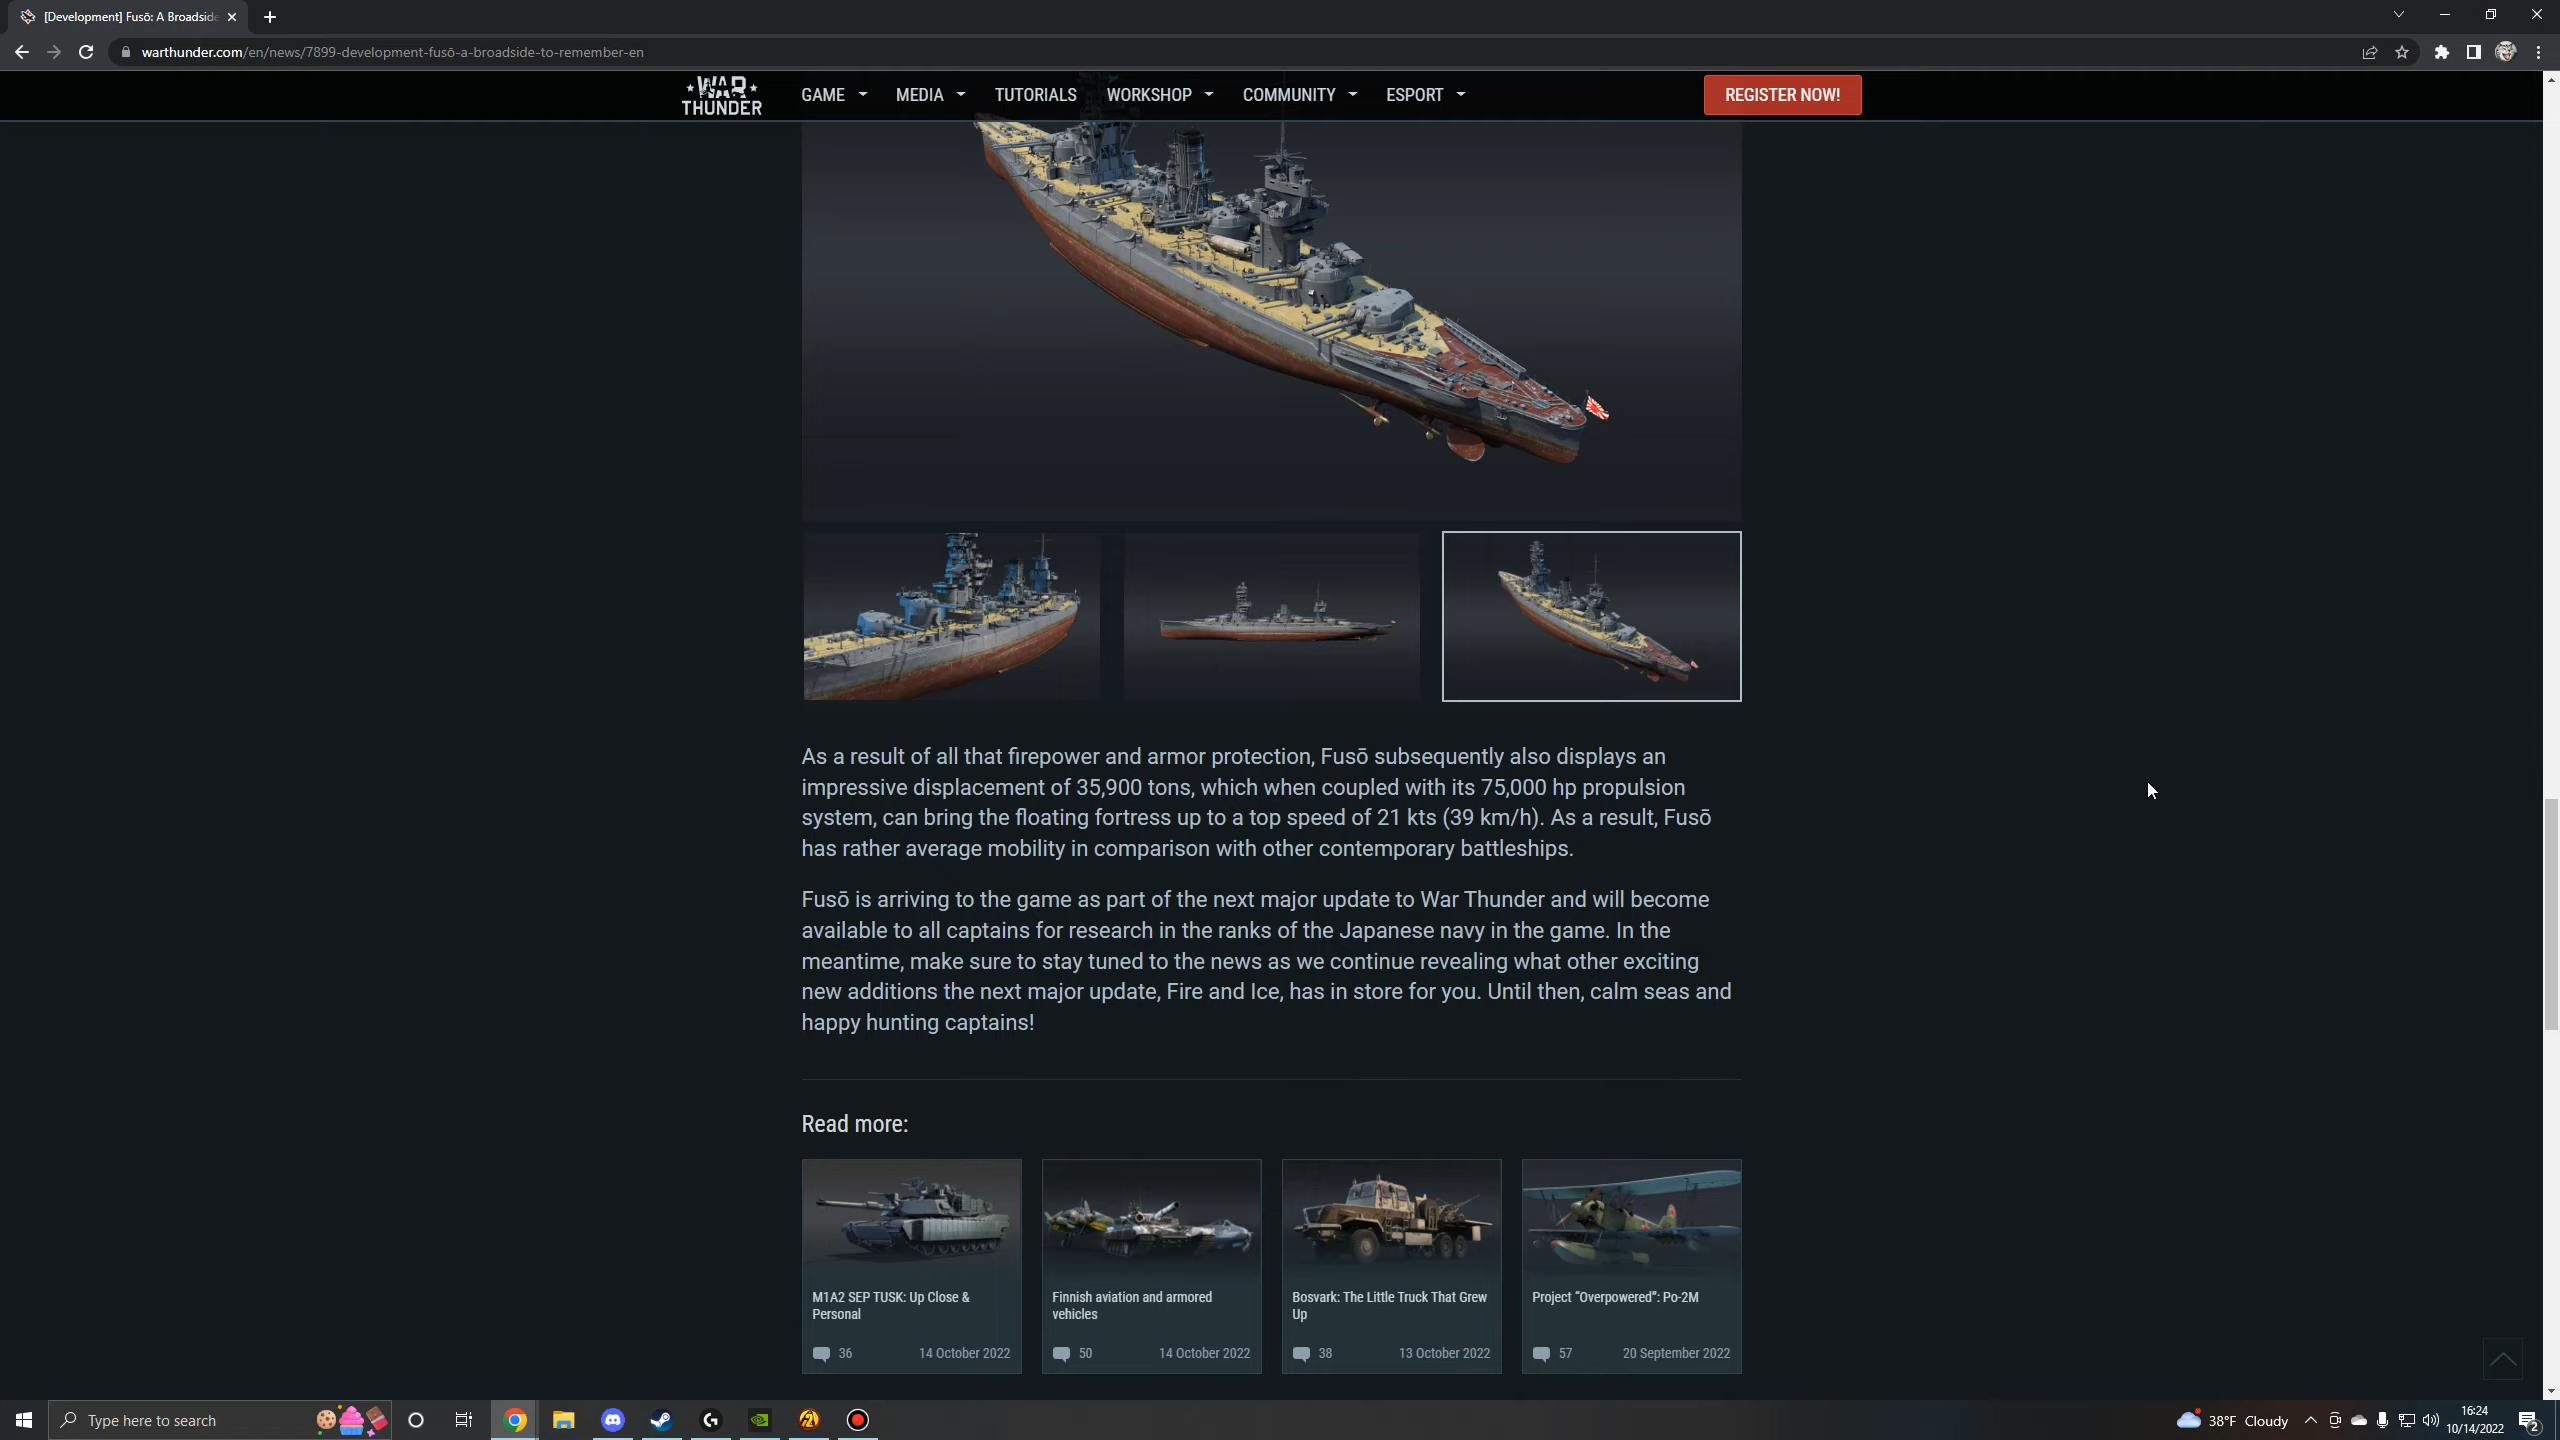 [Development] Fusō: A Broadside
warthunder.com/en/news/7899-development-fusō-a-broadside-to-remember-en
WAR
THUNDER
GAME
MEDIA
TUTORIALS
WORKSHOP
COMMUNITY
ESPORT
REGISTER NOW!
As a result of all that firepower and armor protection, Fusō subsequently also displays an
impressive displacement of 35,900 tons, which when coupled with its 75,000 hp propulsion
system, can bring the floating fortress up to a top speed of 21 kts (39 km/h). As a result, Fusō
has rather average mobility in comparison with other contemporary battleships.
Fusō is arriving to the game as part of the next major update to War Thunder and will become
available to all captains for research in the ranks of the Japanese navy in the game. In the
meantime, make sure to stay tuned to the news as we continue revealing what other exciting
new additions the next major update, Fire and Ice, has in store for you. Until then, calm seas and
happy hunting captains!
Read more:
M1A2 SEP TUSK: Up Close &
Personal
36
14 October 2022
Finnish aviation and armored
vehicles
50
14 October 2022
Bosvark: The Little Truck That Grew
Up
38
13 October 2022
Project “Overpowered”: Po-2M
57
20 September 2022
Type here to search
38°F Cloudy
16:24
10/14/2022
2